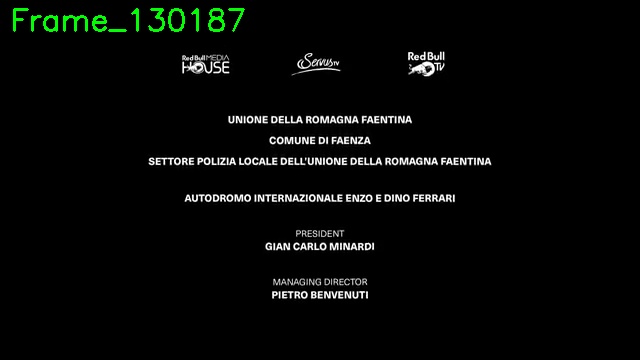 Frame_130187
Red Bull MEDIA HOUSE
ServusTV
Red Bull TV
UNIONE DELLA ROMAGNA FAENTINA
COMUNE DI FAENZA
SETTORE POLIZIA LOCALE DELL'UNIONE DELLA ROMAGNA FAENTINA
AUTODROMO INTERNAZIONALE ENZO E DINO FERRARI
PRESIDENT
GIAN CARLO MINARDI
MANAGING DIRECTOR
PIETRO BENVENUTI